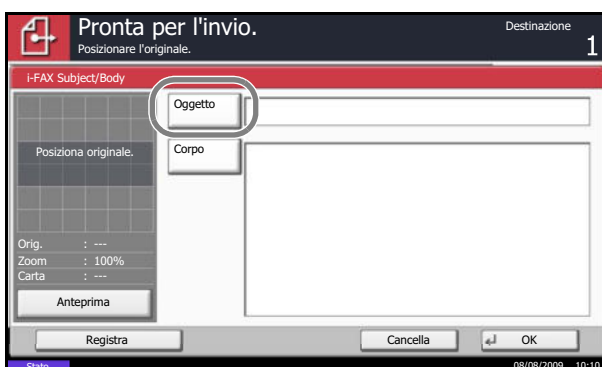 Pronta per l'invio.
Posizionare l'originale.
Destinazione
1
i-FAX Subject/Body
Oggetto
Posiziona originale.
Corpo
Orig. : ---
Zoom : 100%
Carta : ---
Anteprima
Registra
Cancella
OK
Stato
08/08/2009 10:10